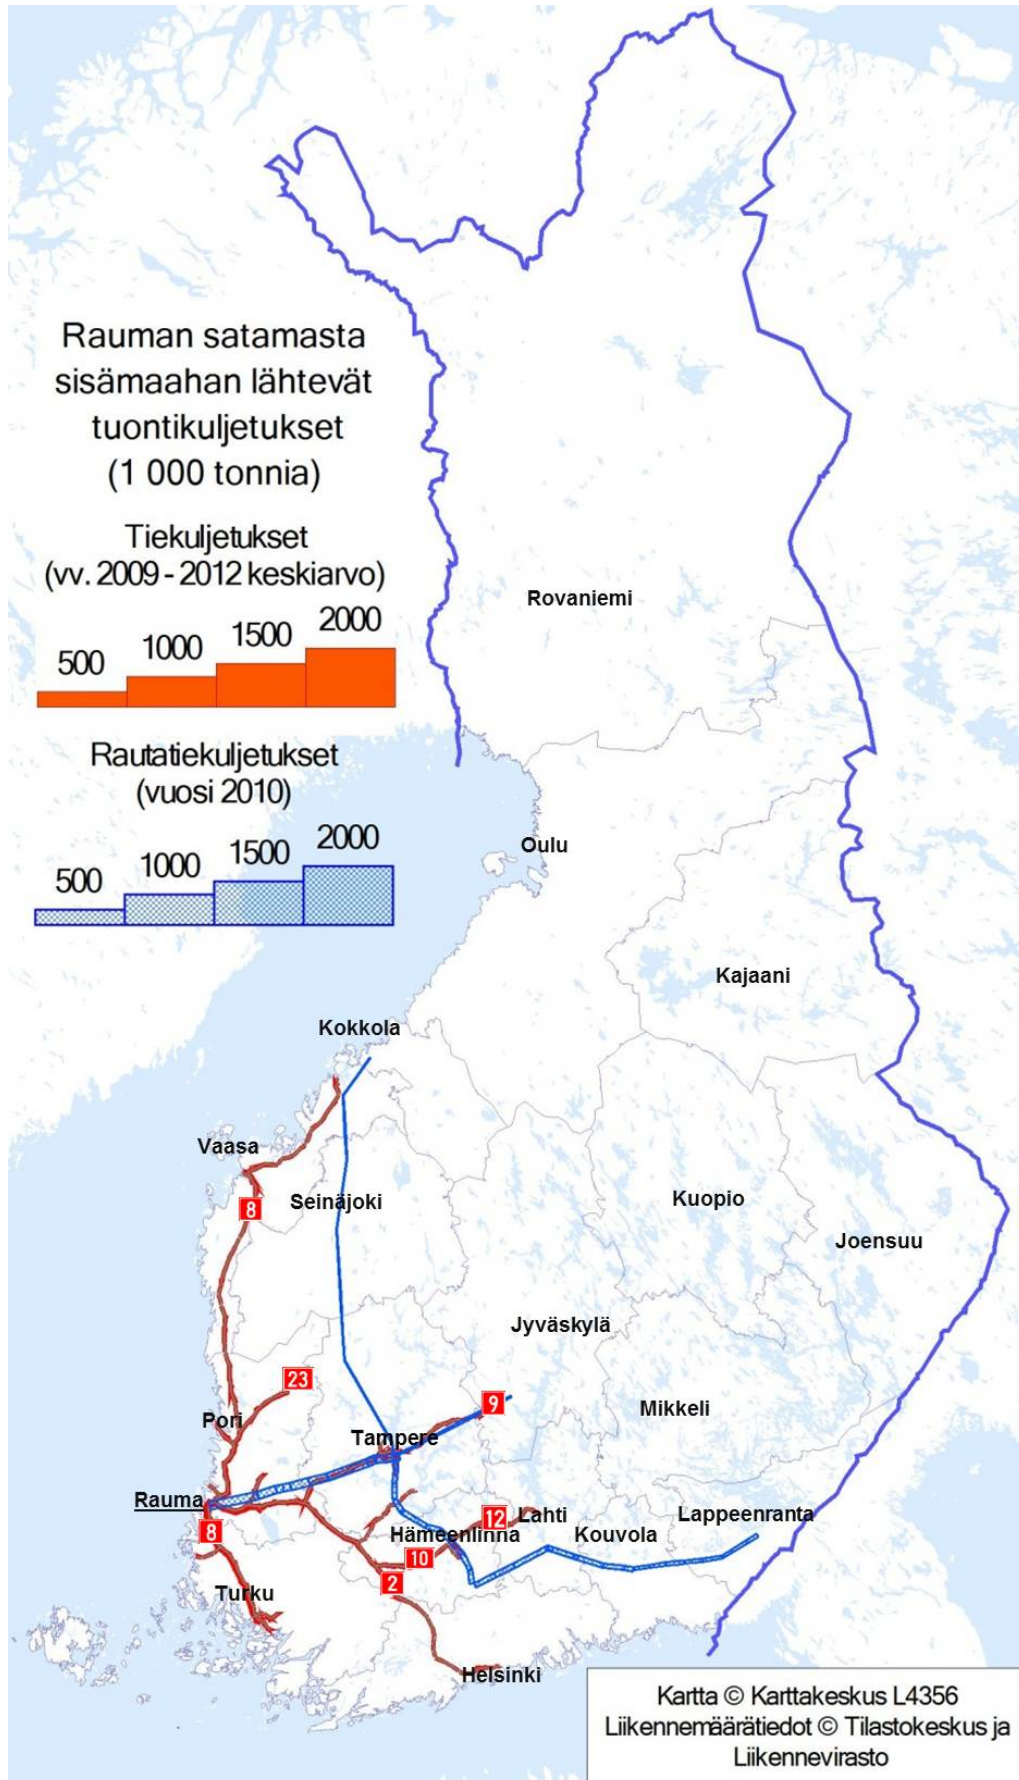 Rauman satamasta
sisämaahan lähtevät
tuontikuljetukset
(1 000 tonnia)
Tiekuljetukset
(vv. 2009 - 2012 keskiarvo)
500 1000 1500 2000
Rautatiekuljetukset
(vuosi 2010)
500 1000 1500 2000
Rovaniemi
Oulu
Kajaani
Kokkola
Vaasa
8
Seinäjoki
Kuopio
Joensuu
Jyväskylä
23
9
Mikkeli
Pori
Tampere
Rauma
8
12
Lahti
Lappeenranta
Hämeenlinna
Kouvola
10
2
Turku
Helsinki
Kartta © Karttakeskus L4356
Liikennemäärätiedot © Tilastokeskus ja
Liikennevirasto